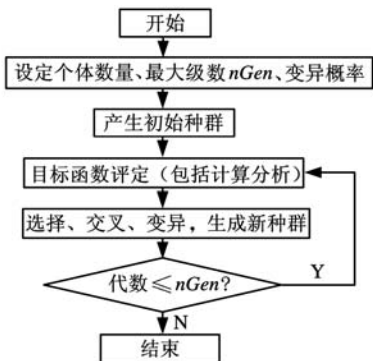 开始
设定个体数量、最大级数nGen、变异概率
产生初始种群
目标函数评定（包括计算分析）
选择、交叉、变异，生成新种群
代数≤nGen?
Y
N
结束